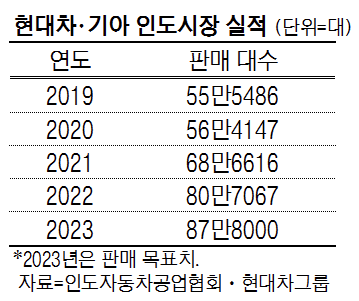 현대차·기아 인도시장 실적 (단위=대)
연도 판매 대수
2019 55만5486
2020 56만4147
2021 68만6616
2022 80만7067
2023 87만8000
*2023년은 판매 목표치.
자료=인도자동차공업협회·현대차그룹